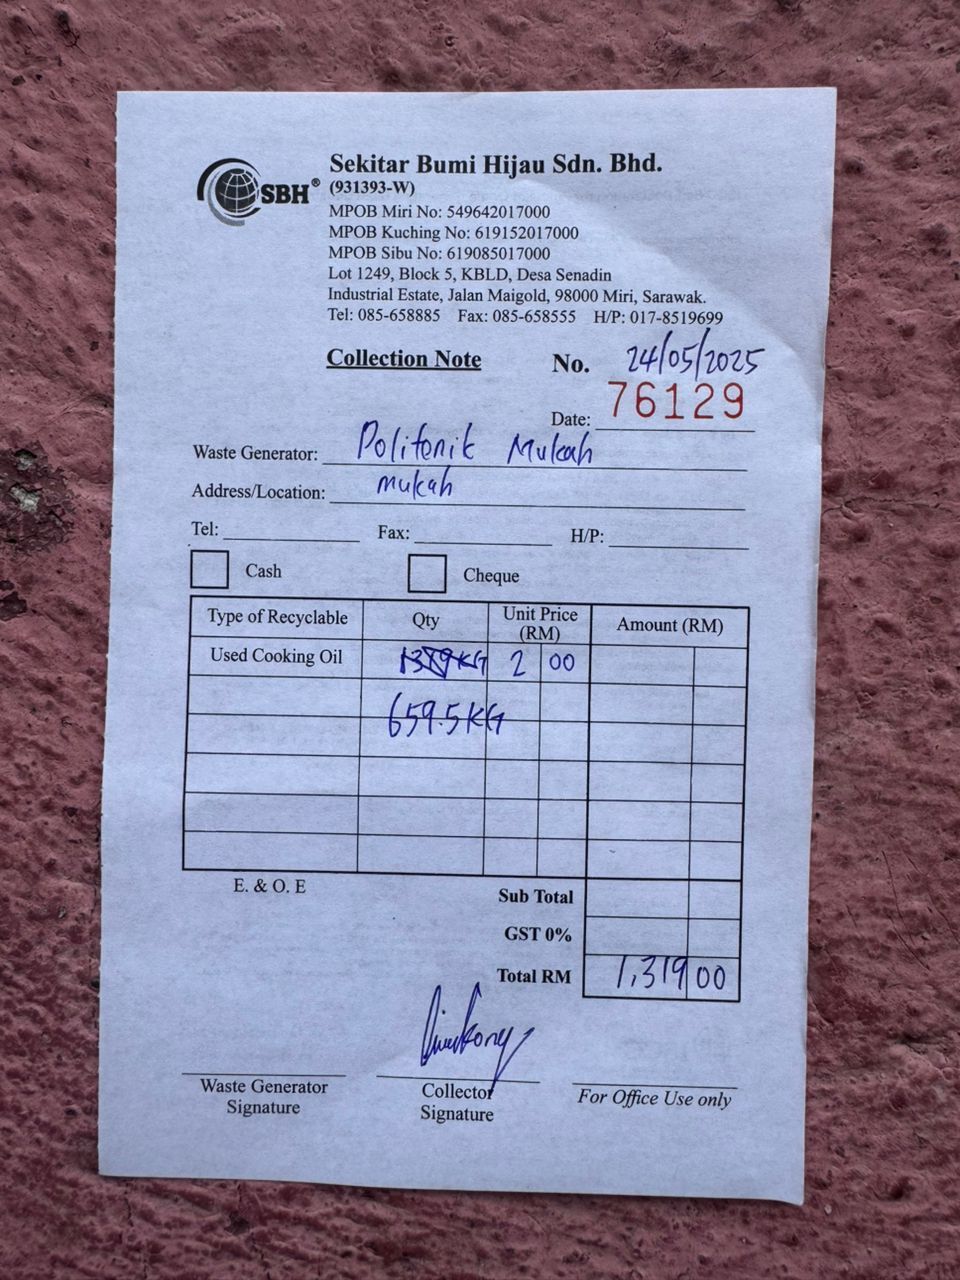 SBH®
Sekitar Bumi Hijau Sdn. Bhd.
(931393-W)
MPOB Miri No: 549642017000
MPOB Kuching No: 619152017000
MPOB Sibu No: 619085017000
Lot 1249, Block 5, KBLD, Desa Senadin
Industrial Estate, Jalan Maigold, 98000 Miri, Sarawak.
Tel: 085-658885 Fax: 085-658555 H/P: 017-8519699
Collection Note No. 24/05/2025
Date: 76129
Waste Generator: Politenik Mukah
Address/Location: mukah
Tel: Fax: H/P:
Cash Cheque
Type of Recyclable Qty Unit Price (RM) Amount (RM)
Used Cooking Oil 2 00
659.5KG
E. & O. E
Sub Total
GST 0%
Total RM 1,319 00
Waste Generator Signature
Collector Signature
For Office Use only